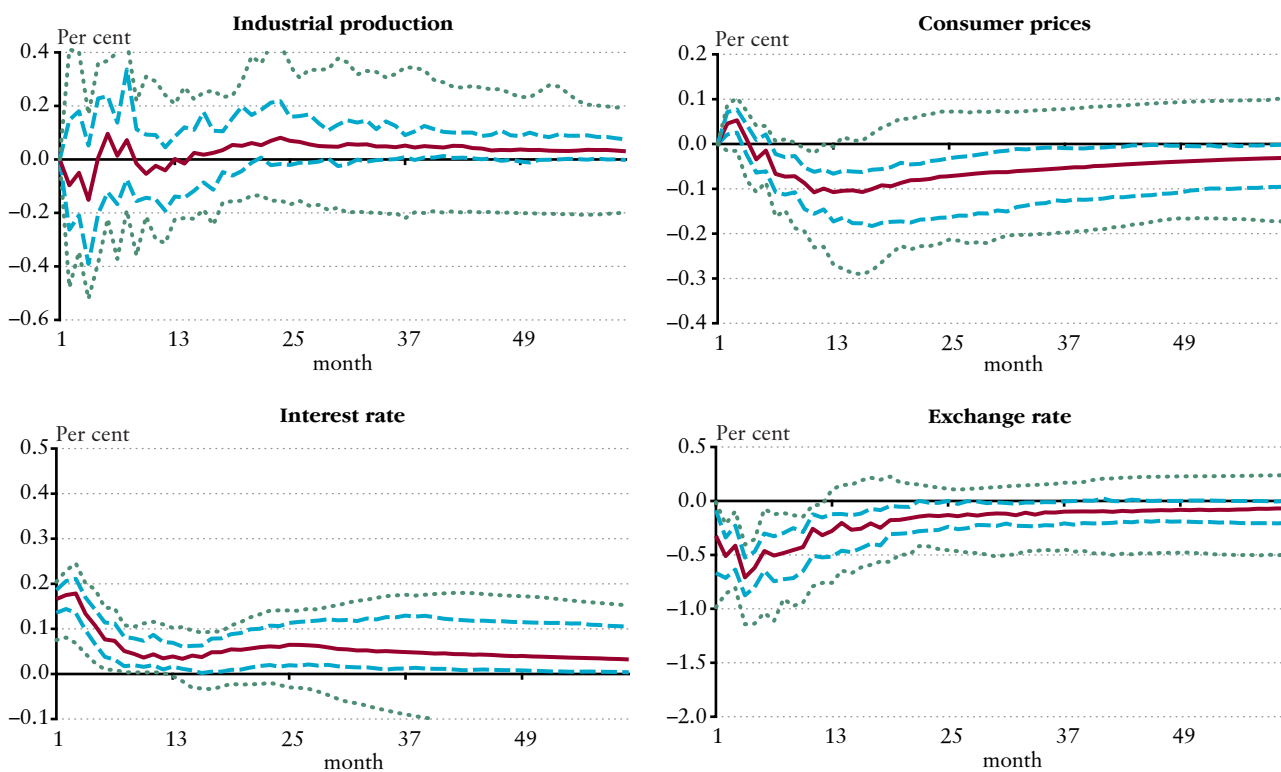 Industrial production
Per cent
0.4
0.2
0.0
–0.2
–0.4
–0.6
1 13 25 37 49
month
Consumer prices
Per cent
0.2
0.1
0.0
–0.1
–0.2
–0.3
–0.4
1 13 25 37 49
month
Interest rate
Per cent
0.5
0.4
0.3
0.2
0.1
0.0
–0.1
1 13 25 37 49
month
Exchange rate
Per cent
0.5
0.0
–0.5
–1.0
–1.5
–2.0
1 13 25 37 49
month